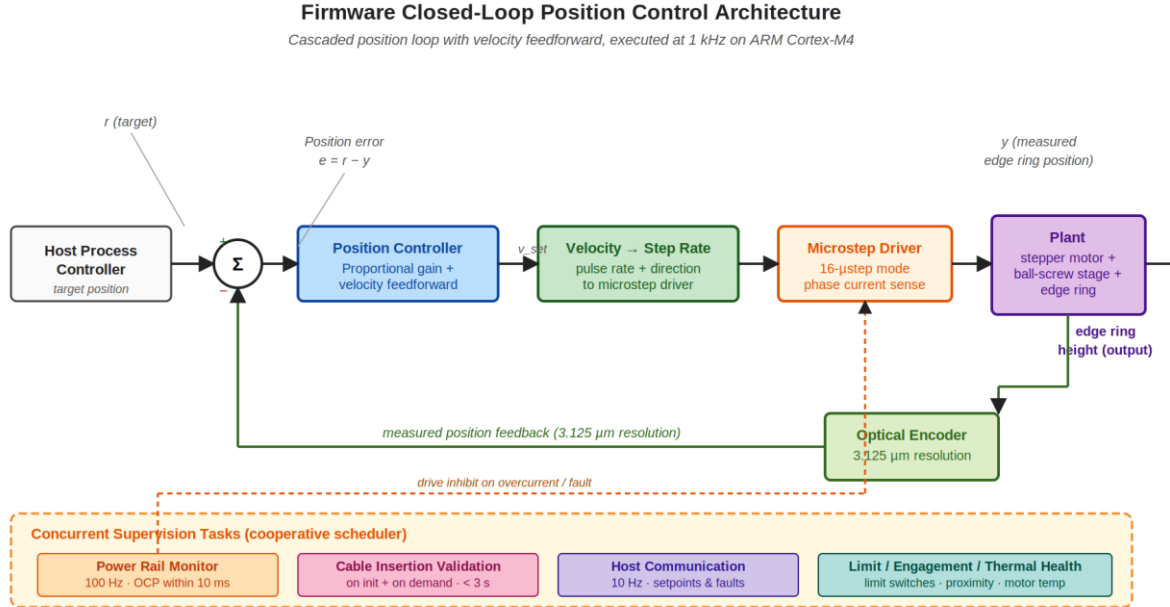 Firmware Closed-Loop Position Control Architecture
Cascaded position loop with velocity feedforward, executed at 1 kHz on ARM Cortex-M4
r (target)
Position error
e = r − y
y (measured
edge ring position)
Host Process
Controller
target position
+
Σ
−
Position Controller
Proportional gain +
velocity feedforward
v_set
Velocity → Step Rate
pulse rate + direction
to microstep driver
Microstep Driver
16-µstep mode
phase current sense
Plant
stepper motor +
ball-screw stage +
edge ring
edge ring
height (output)
measured position feedback (3.125 µm resolution)
Optical Encoder
3.125 µm resolution
drive inhibit on overcurrent / fault
Concurrent Supervision Tasks (cooperative scheduler)
Power Rail Monitor
100 Hz · OCP within 10 ms
Cable Insertion Validation
on init + on demand · < 3 s
Host Communication
10 Hz · setpoints & faults
Limit / Engagement / Thermal Health
limit switches · proximity · motor temp